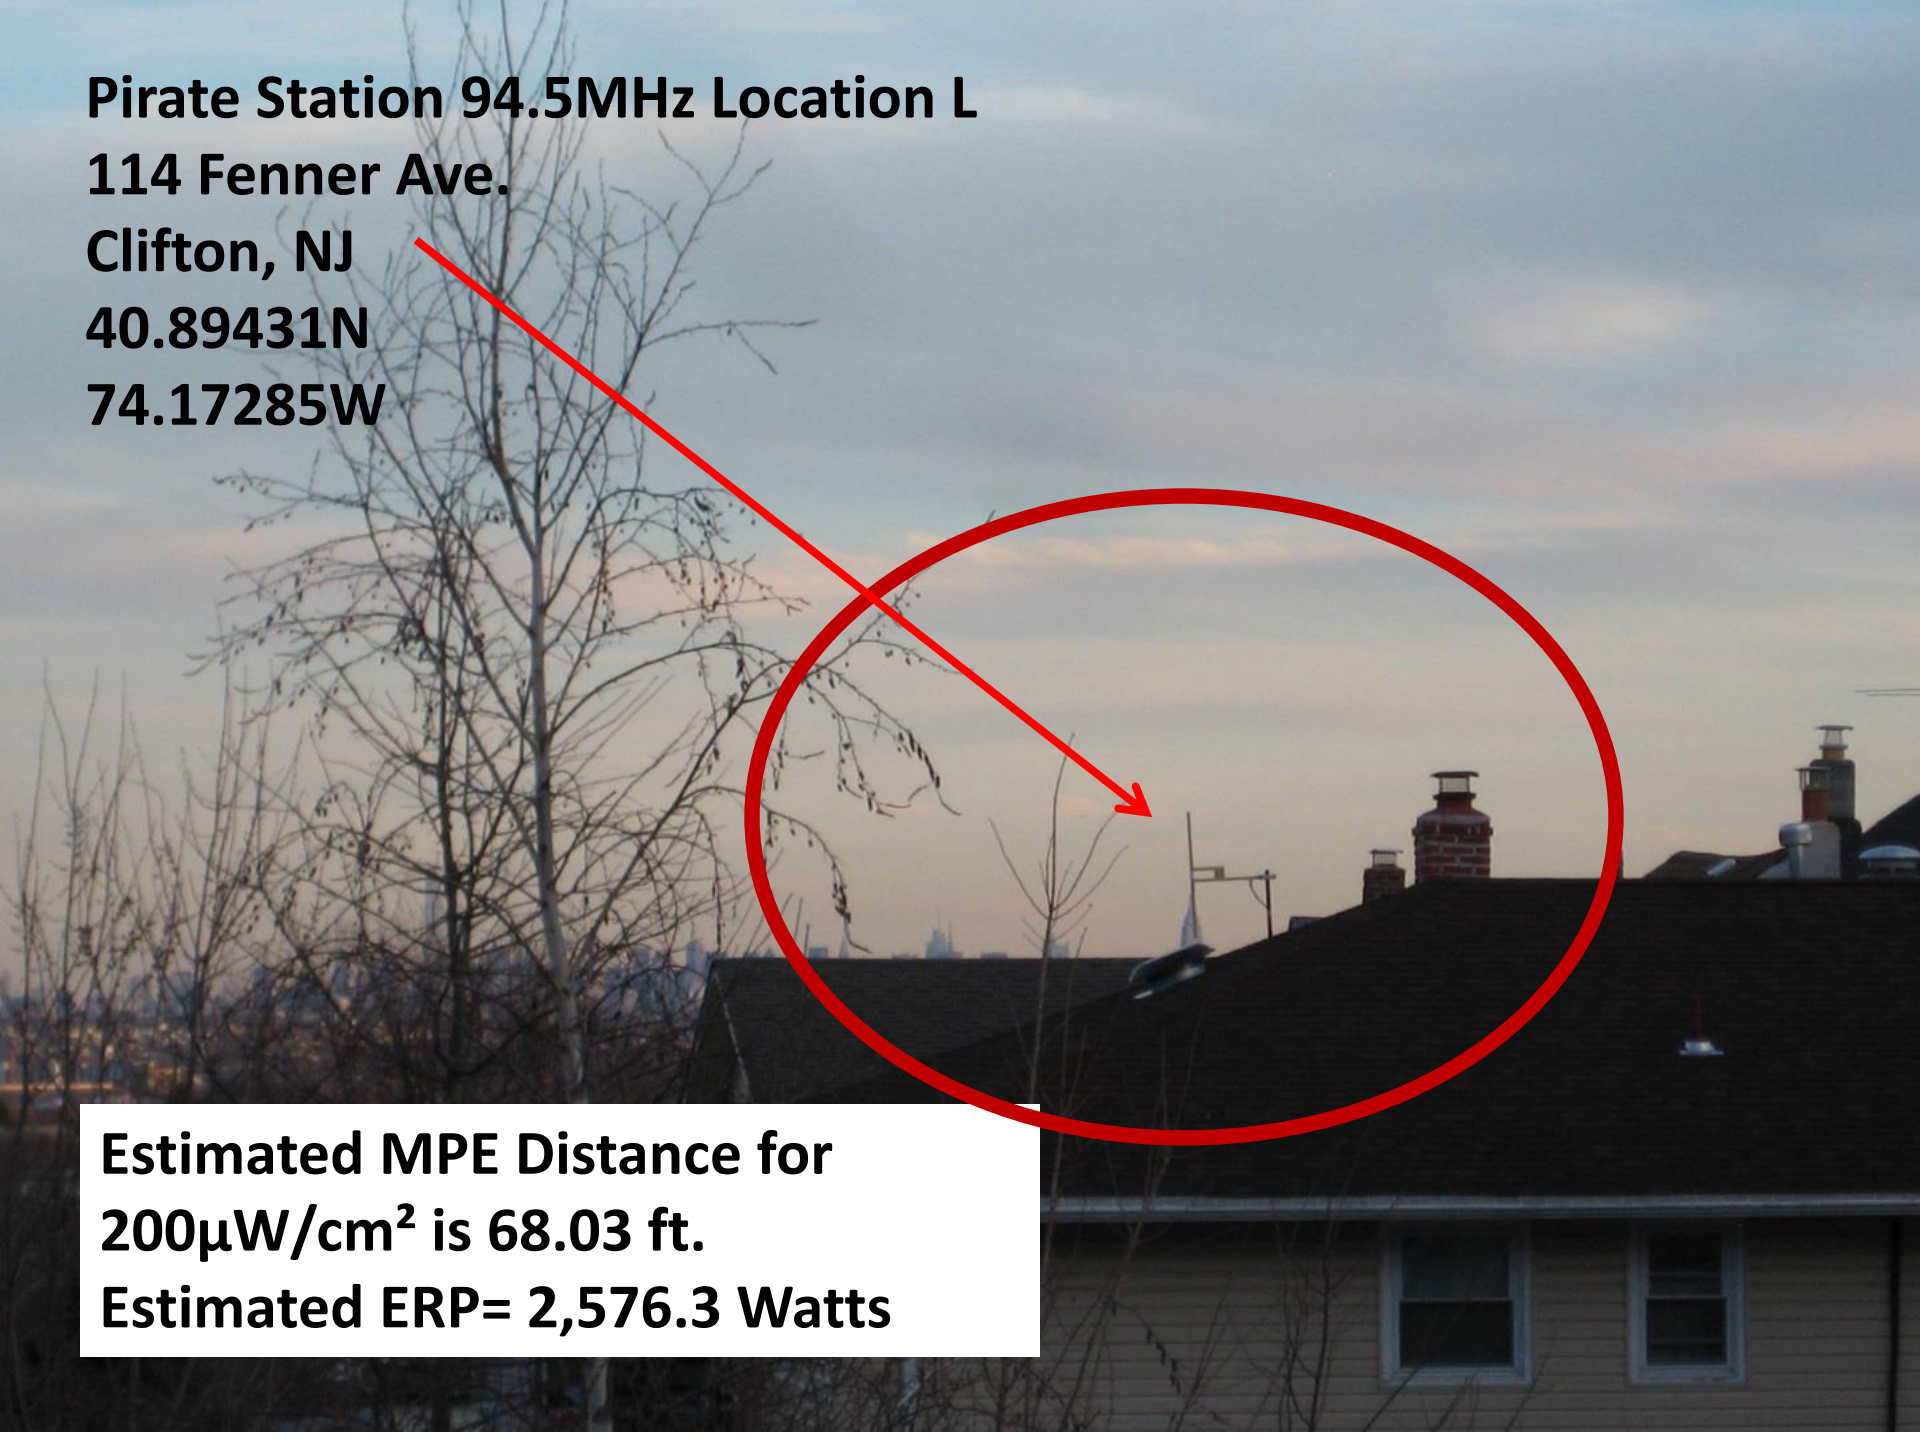 Pirate Station 94.5MHz Location L
114 Fenner Ave.
Clifton, NJ
40.89431N
74.17285W
Estimated MPE Distance for
200µW/cm² is 68.03 ft.
Estimated ERP= 2,576.3 Watts